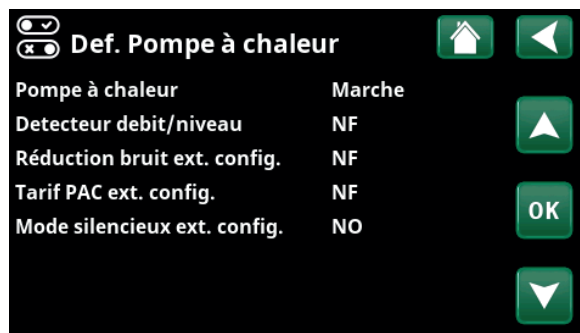 Def. Pompe à chaleur
Pompe à chaleur Marche
Detecteur debit/niveau NF
Réduction bruit ext. config. NF
Tarif PAC ext. config. NF
OK
Mode silencieux ext. config. NO